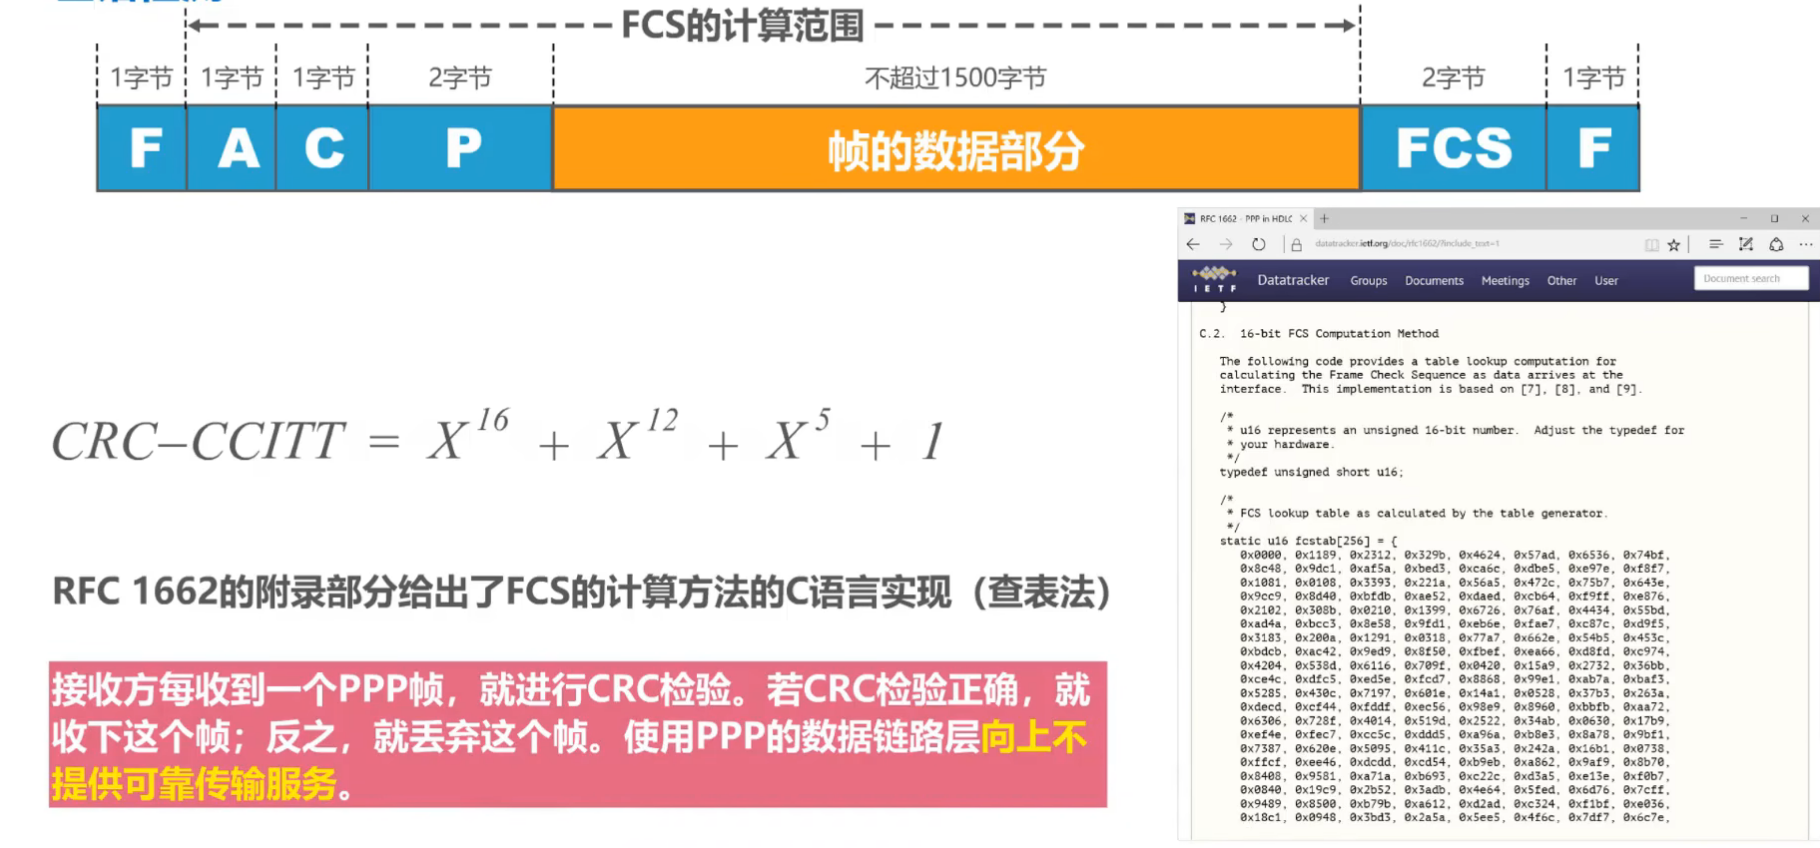 FCS的计算范围
1字节 1字节 1字节 2字节 不超过1500字节 2字节 1字节
F A C P 帧的数据部分 FCS F
CRC–CCITT = X^16 + X^12 + X^5 + 1
RFC 1662的附录部分给出了FCS的计算方法的C语言实现（查表法）
接收方每收到一个PPP帧，就进行CRC检验。若CRC检验正确，就
收下这个帧；反之，就丢弃这个帧。使用PPP的数据链路层向上不
提供可靠传输服务。
RFC 1662 - PPP in HDLC
datatracker.ietf.org/doc/rfc1662/?include_text=1
IETF Datatracker Groups Documents Meetings Other User Document search
}
C.2. 16-bit FCS Computation Method
The following code provides a table lookup computation for
calculating the Frame Check Sequence as data arrives at the
interface. This implementation is based on [7], [8], and [9].
/*
* u16 represents an unsigned 16-bit number. Adjust the typedef for
* your hardware.
*/
typedef unsigned short u16;
/*
* FCS lookup table as calculated by the table generator.
*/
static u16 fcstab[256] = {
0x0000, 0x1189, 0x2312, 0x329b, 0x4624, 0x57ad, 0x6536, 0x74bf,
0x8c48, 0x9dc1, 0xaf5a, 0xbed3, 0xca6c, 0xdbe5, 0xe97e, 0xf8f7,
0x1081, 0x0108, 0x3393, 0x221a, 0x56a5, 0x472c, 0x75b7, 0x643e,
0x9cc9, 0x8d40, 0xbfdb, 0xae52, 0xdaed, 0xcb64, 0xf9ff, 0xe876,
0x2102, 0x308b, 0x0210, 0x1399, 0x6726, 0x76af, 0x4434, 0x55bd,
0xad4a, 0xbcc3, 0x8e58, 0x9fd1, 0xeb6e, 0xfae7, 0xc87c, 0xd9f5,
0x3183, 0x200a, 0x1291, 0x0318, 0x77a7, 0x662e, 0x54b5, 0x453c,
0xbdcb, 0xac42, 0x9ed9, 0x8f50, 0xfbef, 0xea66, 0xd8fd, 0xc974,
0x4204, 0x538d, 0x6116, 0x709f, 0x0420, 0x15a9, 0x2732, 0x36bb,
0xce4c, 0xdfc5, 0xed5e, 0xfcd7, 0x8868, 0x99e1, 0xab7a, 0xbaf3,
0x5285, 0x430c, 0x7197, 0x601e, 0x14a1, 0x0528, 0x37b3, 0x263a,
0xdecd, 0xcf44, 0xfddf, 0xec56, 0x98e9, 0x8960, 0xbbfb, 0xaa72,
0x6306, 0x728f, 0x4014, 0x519d, 0x2522, 0x34ab, 0x0630, 0x17b9,
0xef4e, 0xfec7, 0xcc5c, 0xddd5, 0xa96a, 0xb8e3, 0x8a78, 0x9bf1,
0x7387, 0x620e, 0x5095, 0x411c, 0x35a3, 0x242a, 0x16b1, 0x0738,
0xffcf, 0xee46, 0xdcdd, 0xcd54, 0xb9eb, 0xa862, 0x9af9, 0x8b70,
0x8408, 0x9581, 0xa71a, 0xb693, 0xc22c, 0xd3a5, 0xe13e, 0xf0b7,
0x0840, 0x19c9, 0x2b52, 0x3adb, 0x4e64, 0x5fed, 0x6d76, 0x7cff,
0x9489, 0x8500, 0xb79b, 0xa612, 0xd2ad, 0xc324, 0xf1bf, 0xe036,
0x18c1, 0x0948, 0x3bd3, 0x2a5a, 0x5ee5, 0x4f6c, 0x7df7, 0x6c7e,